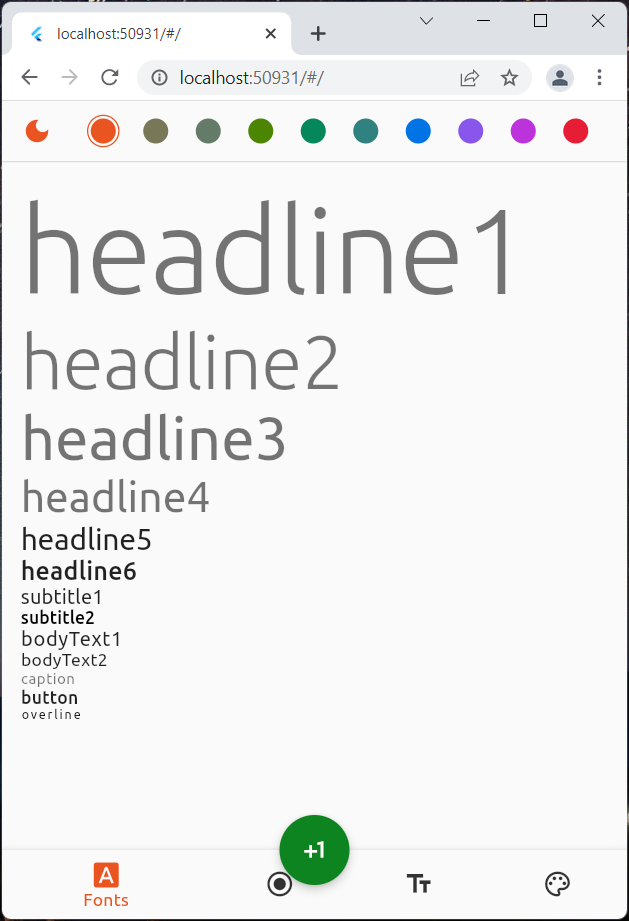 localhost:50931/#/
localhost:50931/#/
headline1
headline2
headline3
headline4
headline5
headline6
subtitle1
subtitle2
bodyText1
bodyText2
caption
button
overline
+1
A
Tт
Fonts